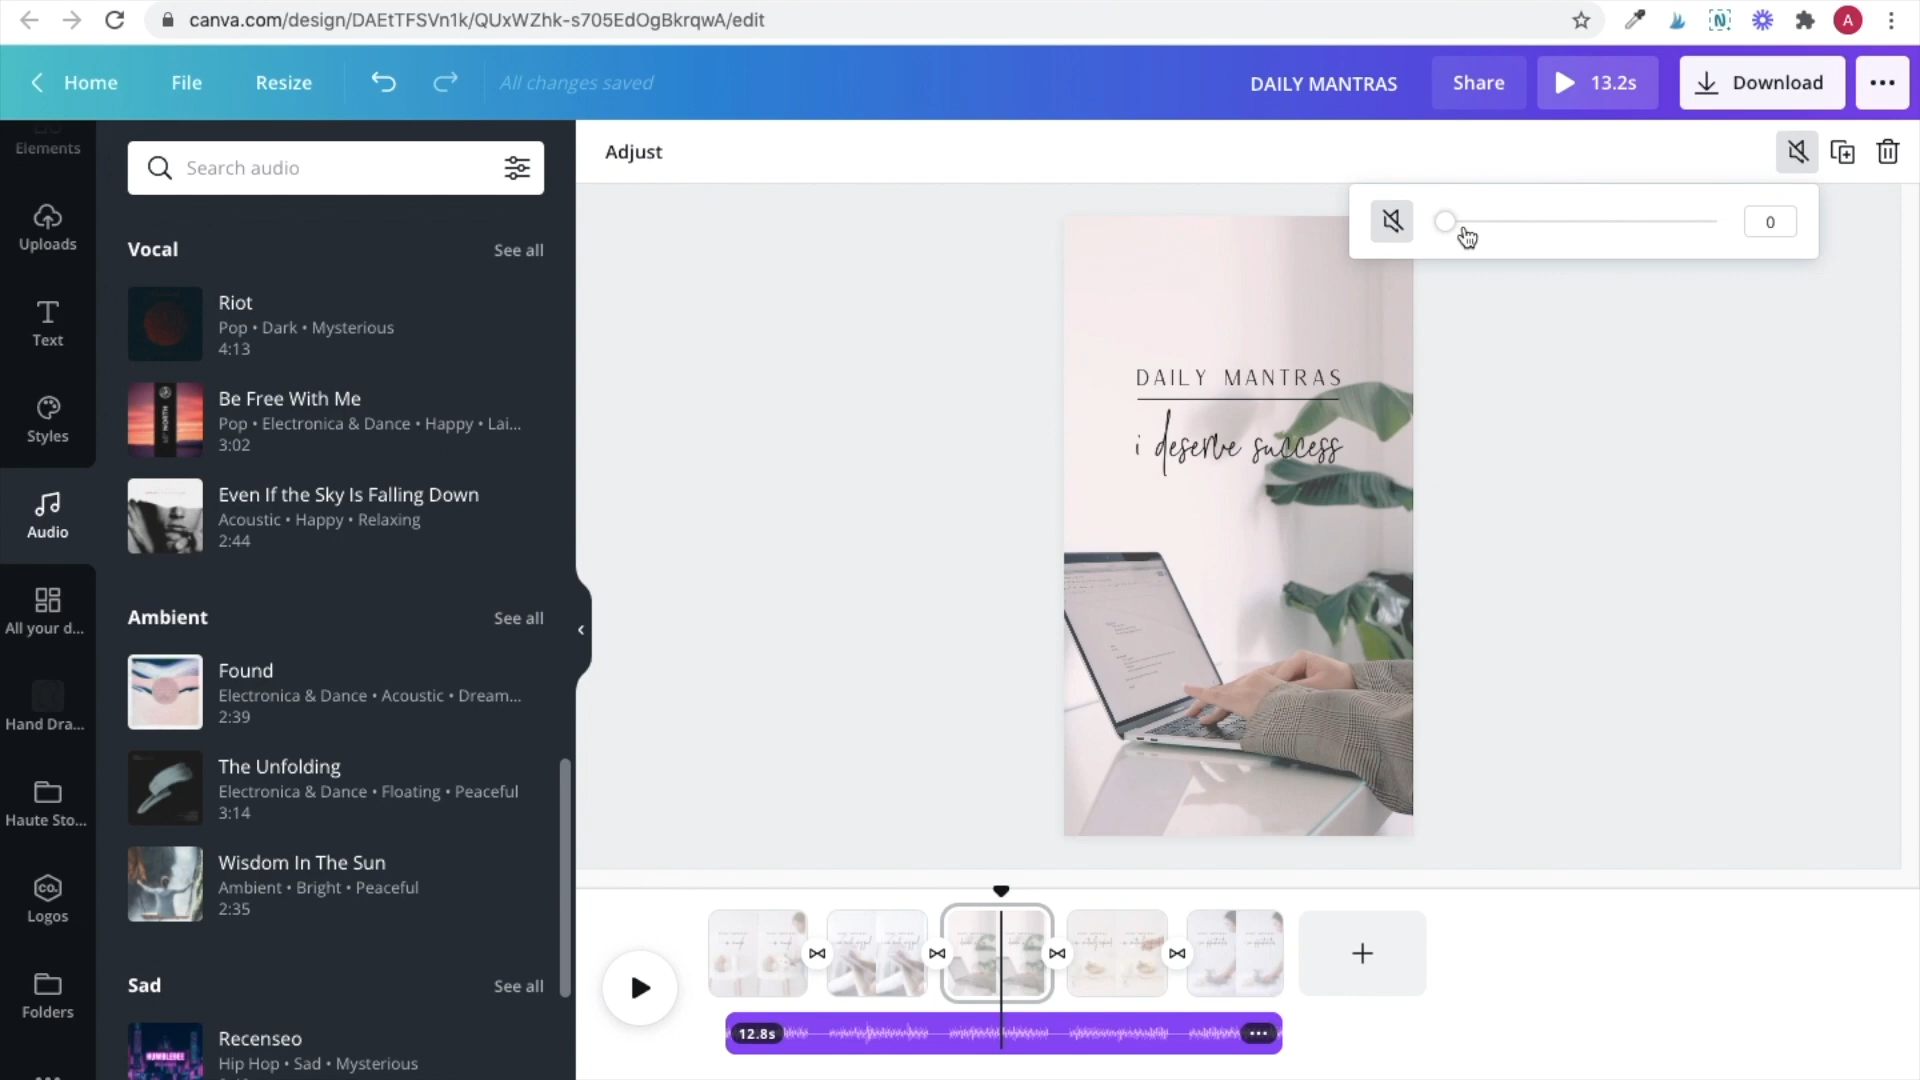 canva.com/design/DAEtTFSVn1k/QUxWZhk-s705EdOgBkrqwA/edit
A
Home
File
Resize
All changes saved
DAILY MANTRAS
Share
13.2s
Download
Elements
Uploads
Text
Styles
Audio
All your d...
Hand Dra...
Haute Sto...
CO.
Logos
Folders
Search audio
Vocal
See all
Riot
Pop • Dark • Mysterious
4:13
Be Free With Me
Pop • Electronica & Dance • Happy • Lai...
3:02
Even If the Sky Is Falling Down
Acoustic • Happy • Relaxing
2:44
Ambient
See all
Found
Electronica & Dance • Acoustic • Dream...
2:39
The Unfolding
Electronica & Dance • Floating • Peaceful
3:14
Wisdom In The Sun
Ambient • Bright • Peaceful
2:35
Sad
See all
Recenseo
Hip Hop • Sad • Mysterious
Adjust
0
DAILY MANTRAS
i deserve success
12.8s